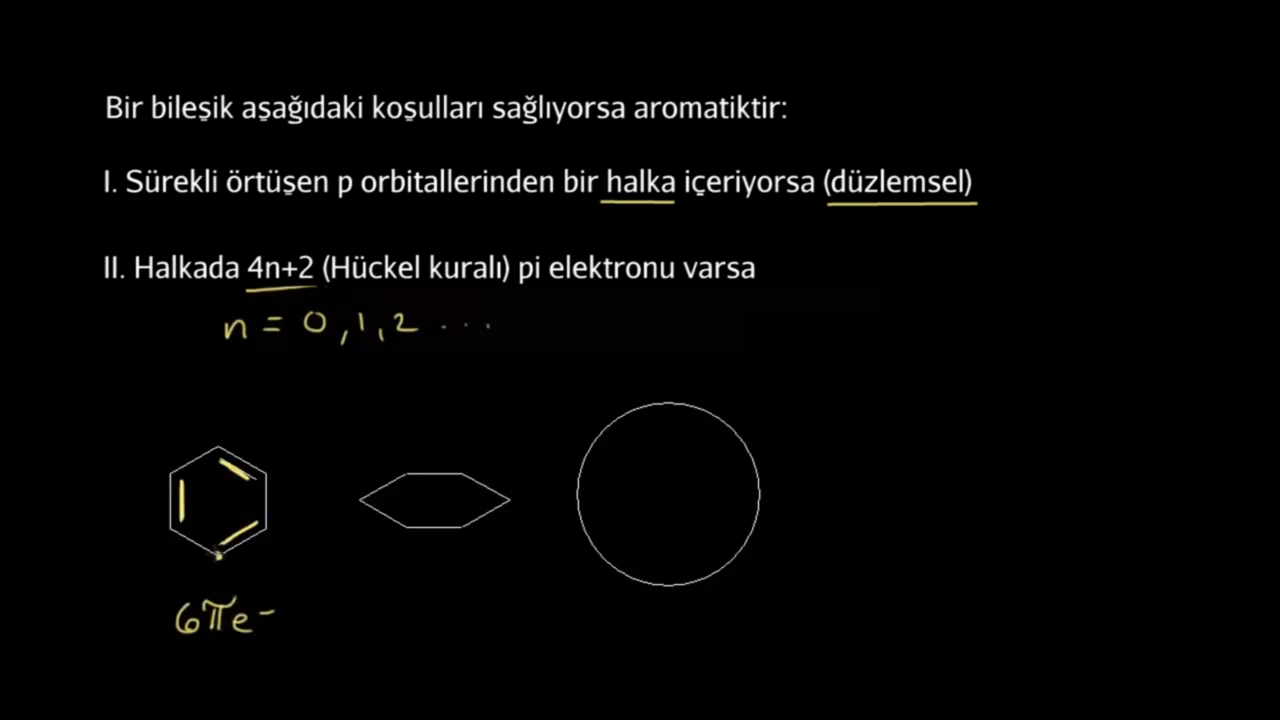 Bir bileşik aşağıdaki koşulları sağlıyorsa aromatiktir:
I. Sürekli örtüşen p orbitallerinden bir halka içeriyorsa (düzlemsel)
II. Halkada 4n+2 (Hückel kuralı) pi elektronu varsa
n = 0, 1, 2 ...
6πe-